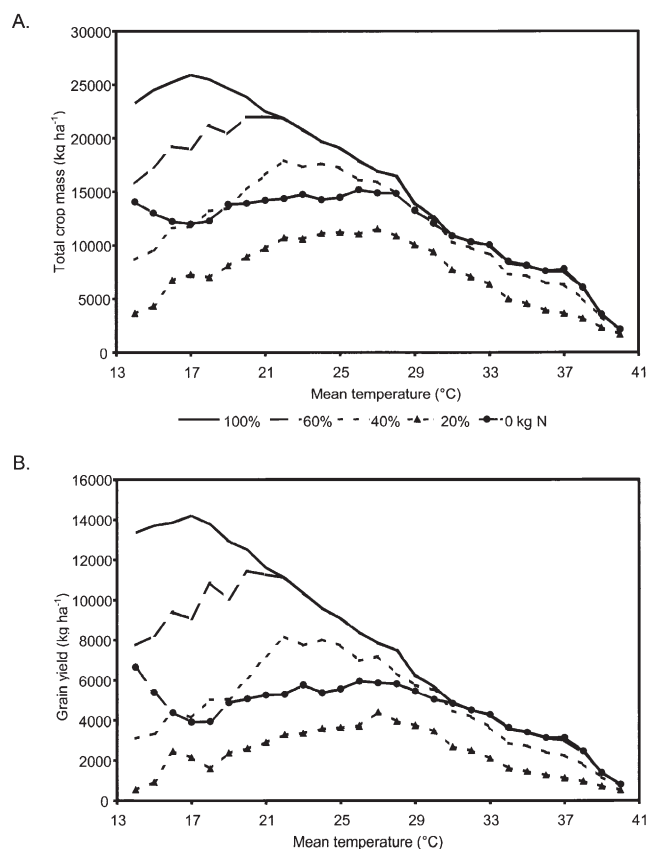 A.
30000
25000
20000
15000
10000
5000
0
Total crop mass (kg ha⁻¹)
13 17 21 25 29 33 37 41
Mean temperature (°C)
100% 60% 40% 20% 0 kg N
B.
16000
14000
12000
10000
8000
6000
4000
2000
0
Grain yield (kg ha⁻¹)
13 17 21 25 29 33 37 41
Mean temperature (°C)